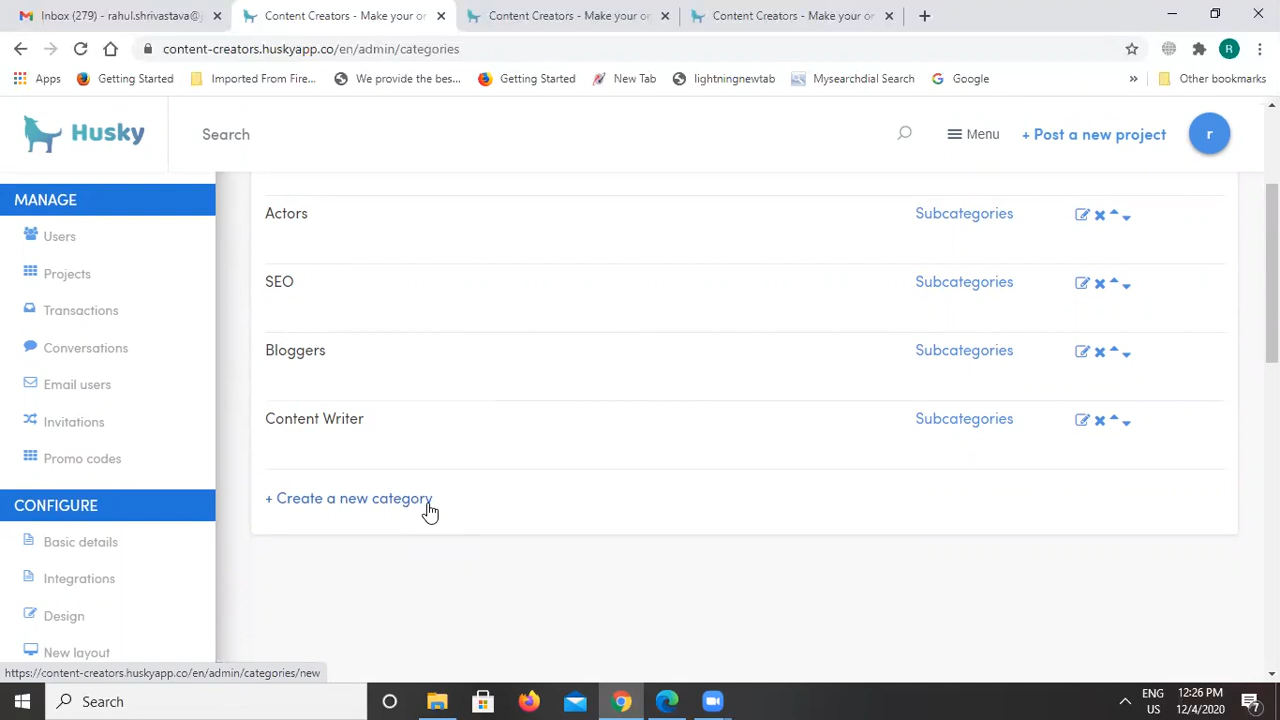 Inbox (279) - rahul.shrivastava@j
Content Creators - Make your or
Content Creators - Make your or
Content Creators - Make your or
content-creators.huskyapp.co/en/admin/categories
R
Apps
Getting Started
Imported From Fire...
We provide the bes...
Getting Started
New Tab
lightningnewtab
Mysearchdial Search
Google
»
Other bookmarks
Husky
Search
Menu
+ Post a new project
r
MANAGE
Users
Projects
Transactions
Conversations
Email users
Invitations
Promo codes
CONFIGURE
Basic details
Integrations
Design
New layout
Actors
Subcategories
SEO
Subcategories
Bloggers
Subcategories
Content Writer
Subcategories
+ Create a new category
https://content-creators.huskyapp.co/en/admin/categories/new
Search
ENG
US
12:26 PM
12/4/2020
7